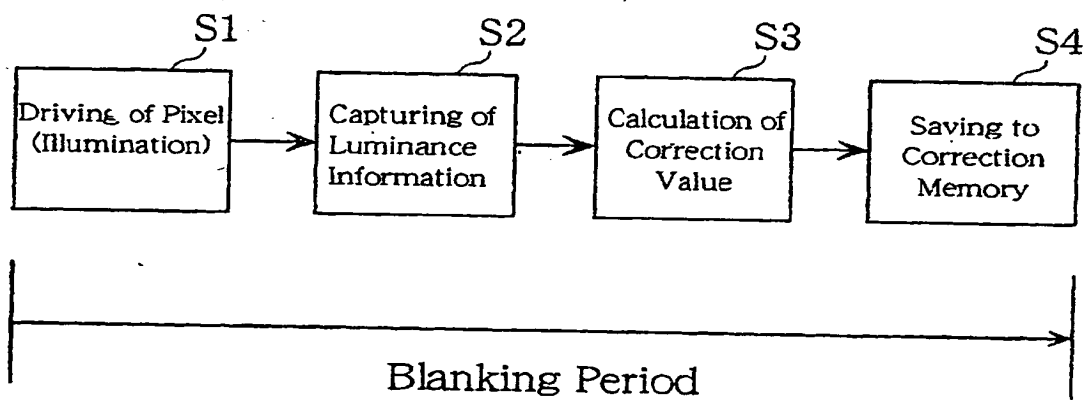 S1
S2
S3
S4
Driving of Pixel
(Illumination)
Capturing of
Luminance
Information
Calculation of
Correction
Value
Saving to
Correction
Memory
Blanking Period